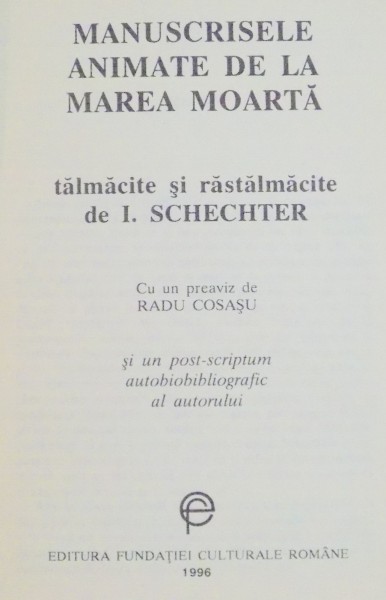 MANUSCRISELE
ANIMATE DE LA
MAREA MOARTĂ
tălmăcite şi răstălmăcite
de I. SCHECHTER
Cu un preaviz de
RADU COSAŞU
şi un post-scriptum
autobiobibliografic
al autorului
EDITURA FUNDAŢIEI CULTURALE ROMÂNE
1996